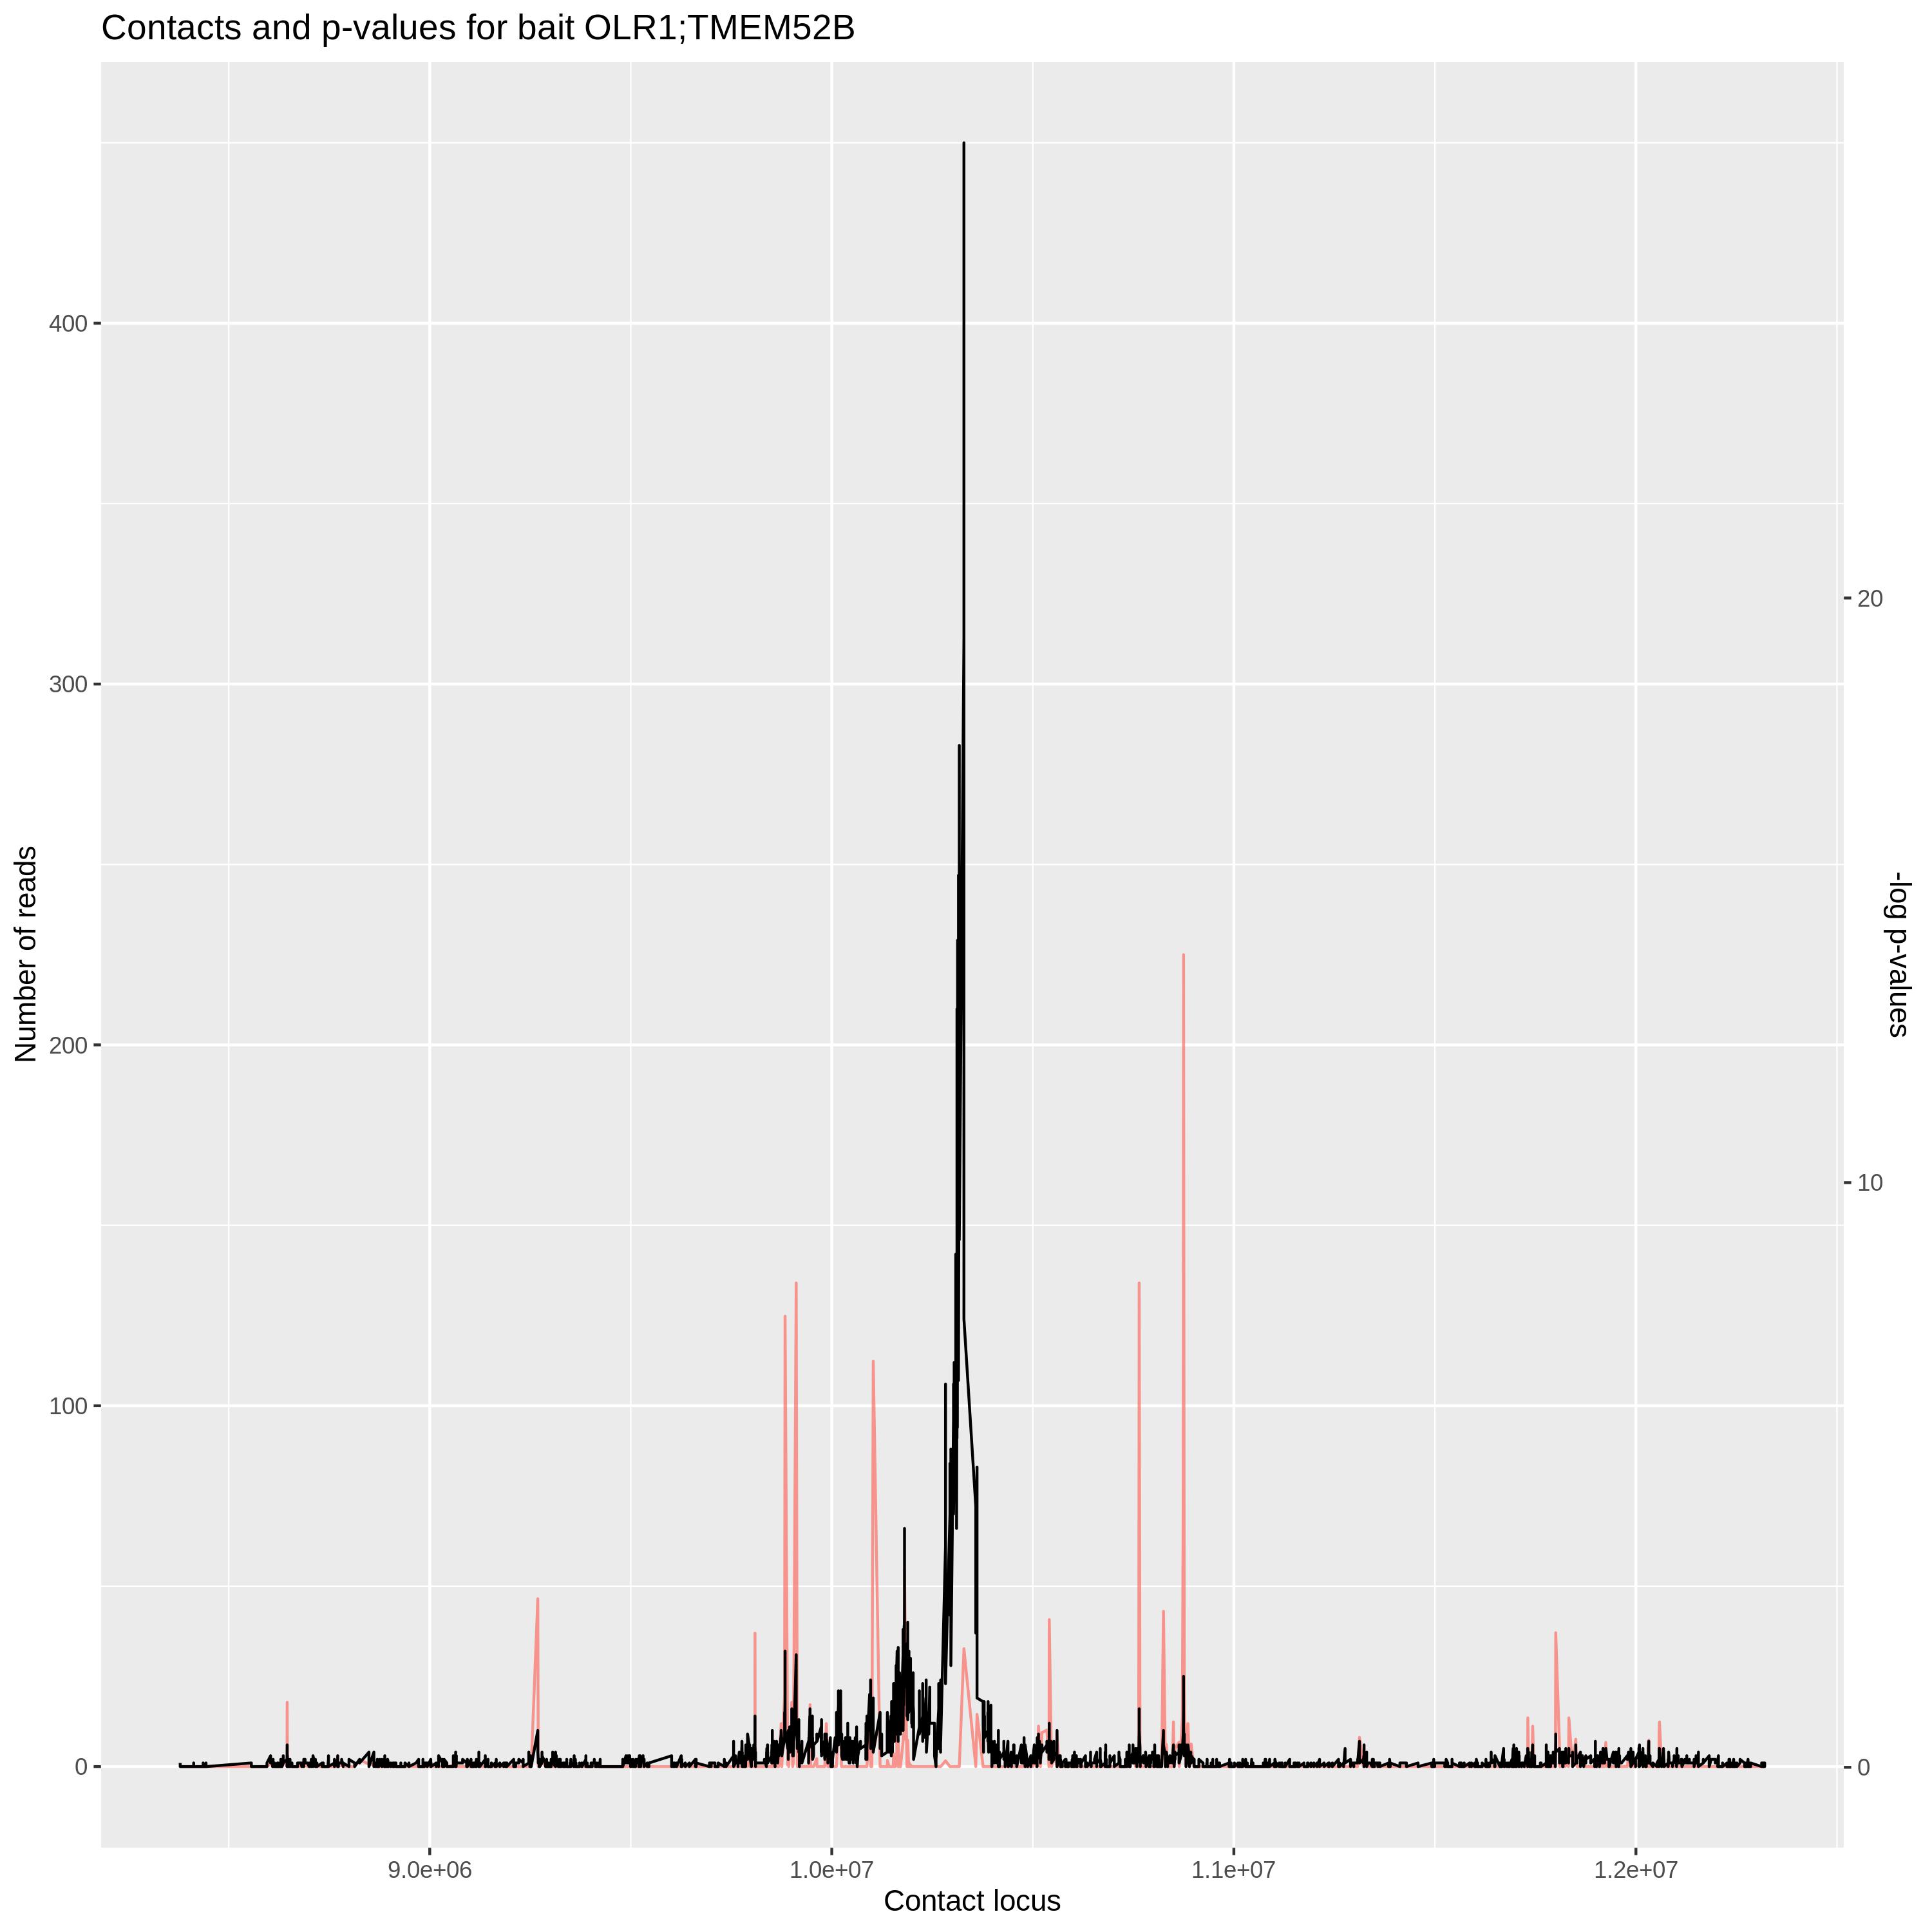 Contacts and p-values for bait OLR1;TMEM52B
400
300
200
100
0
Number of reads
20
10
0
-log p-values
9.0e+06
1.0e+07
1.1e+07
1.2e+07
Contact locus